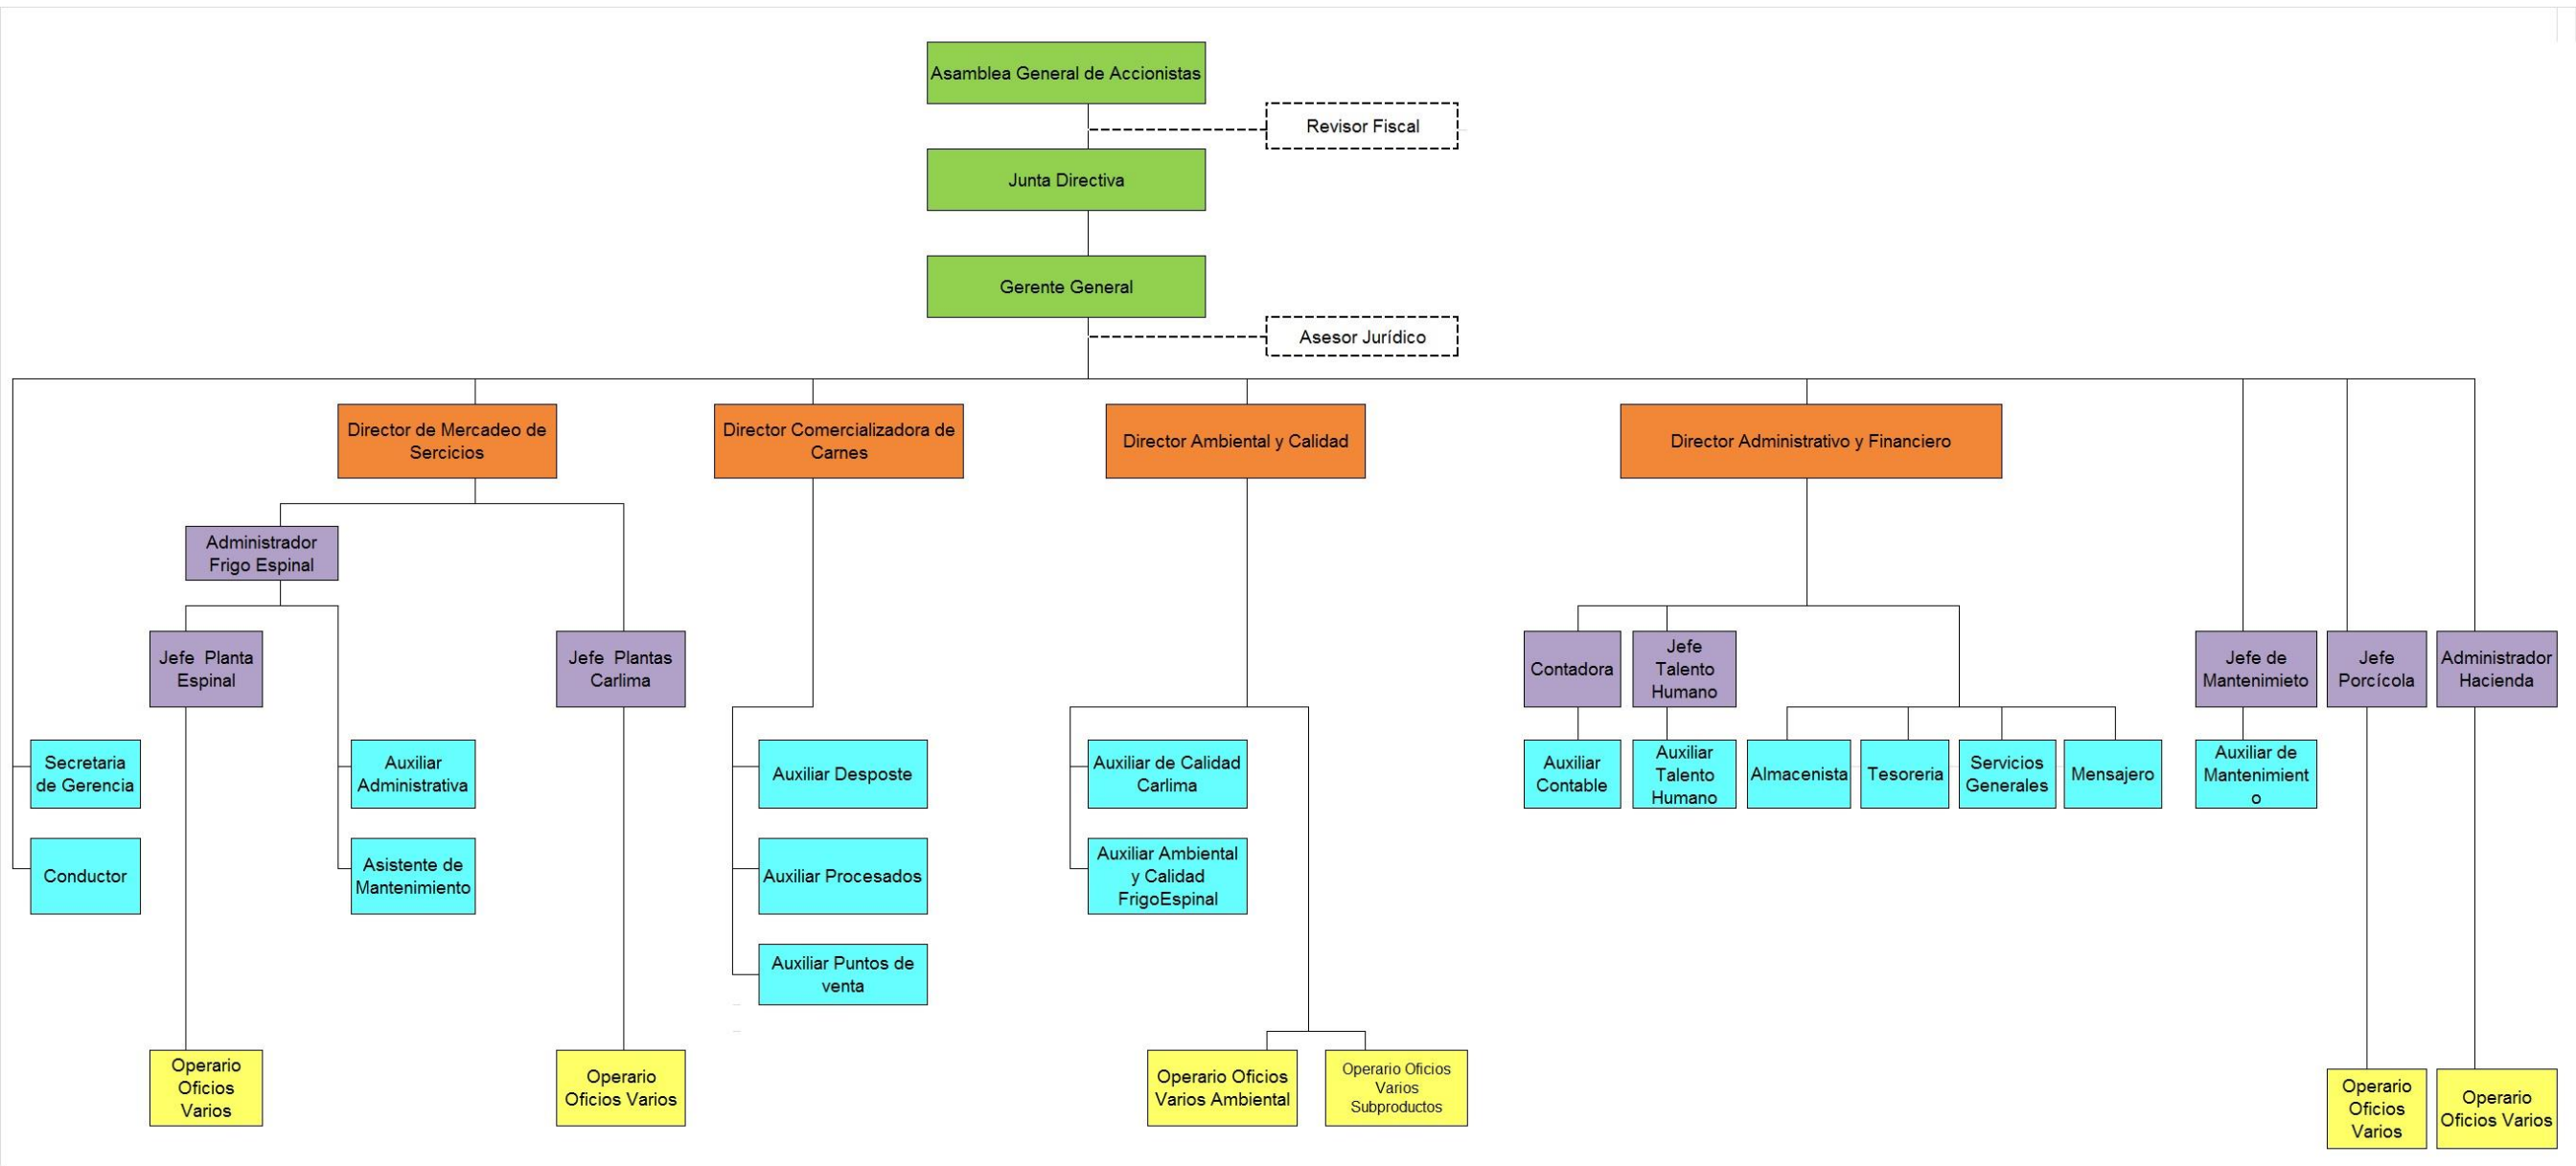 Asamblea General de Accionistas
Revisor Fiscal
Junta Directiva
Gerente General
Asesor Jurídico
Director de Mercadeo de
Sercicios
Director Comercializadora de
Carnes
Director Ambiental y Calidad
Director Administrativo y Financiero
Administrador
Frigo Espinal
Jefe Planta
Espinal
Jefe Plantas
Carlima
Contadora
Jefe
Talento
Humano
Jefe de
Mantenimieto
Jefe
Porcícola
Administrador
Hacienda
Secretaria
de Gerencia
Auxiliar
Administrativa
Auxiliar Desposte
Auxiliar de Calidad
Carlima
Auxiliar
Contable
Auxiliar
Talento
Humano
Almacenista
Tesoreria
Servicios
Generales
Mensajero
Auxiliar de
Mantenimient
o
Conductor
Asistente de
Mantenimiento
Auxiliar Procesados
Auxiliar Ambiental
y Calidad
FrigoEspinal
Auxiliar Puntos de
venta
Operario
Oficios
Varios
Operario
Oficios Varios
Operario Oficios
Varios Ambiental
Operario Oficios
Varios
Subproductos
Operario
Oficios
Varios
Operario
Oficios Varios